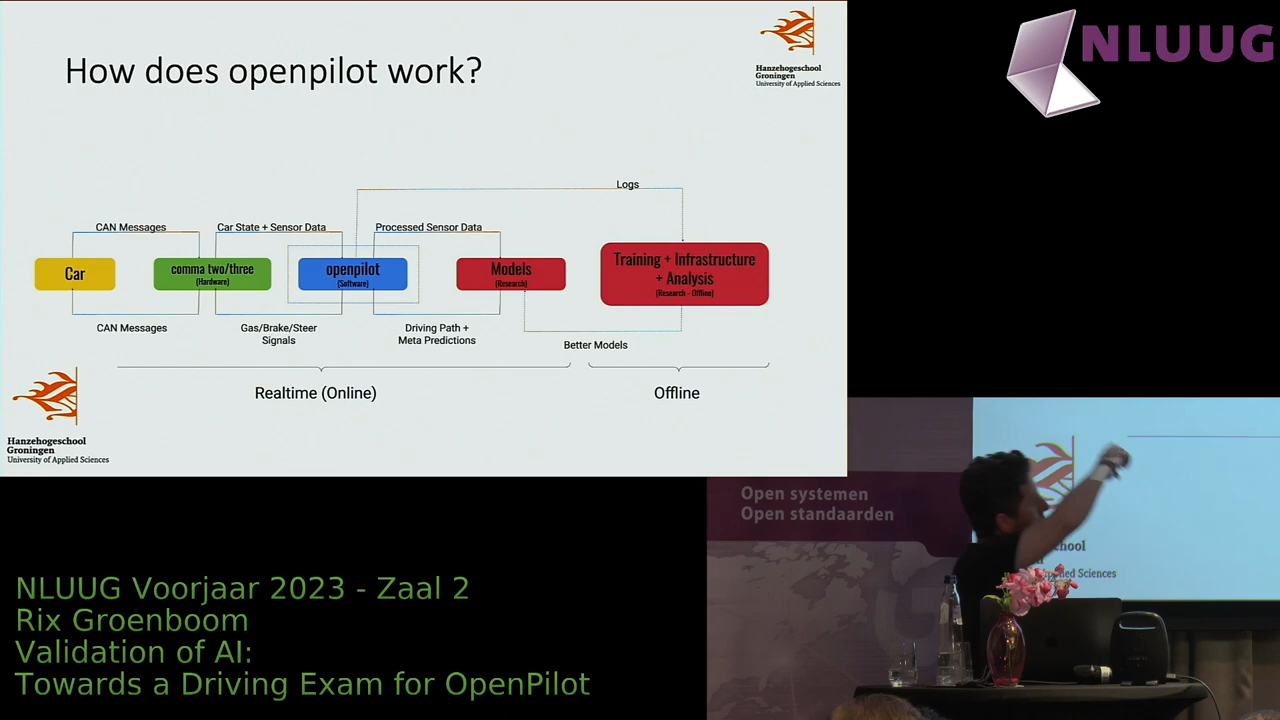 How does openpilot work?
Hanzehogeschool
Groningen
University of Applied Sciences
NLUUG
Logs
CAN Messages
Car State + Sensor Data
Processed Sensor Data
Car
comma two/three
(Hardware)
openpilot
(Software)
Models
(Research)
Training + Infrastructure
+ Analysis
(Research - Offline)
CAN Messages
Gas/Brake/Steer
Signals
Driving Path +
Meta Predictions
Better Models
Realtime (Online)
Offline
Hanzehogeschool
Groningen
University of Applied Sciences
Open systemen
Open standaarden
Sciences
NLUUG Voorjaar 2023 - Zaal 2
Rix Groenboom
Validation of AI:
Towards a Driving Exam for OpenPilot